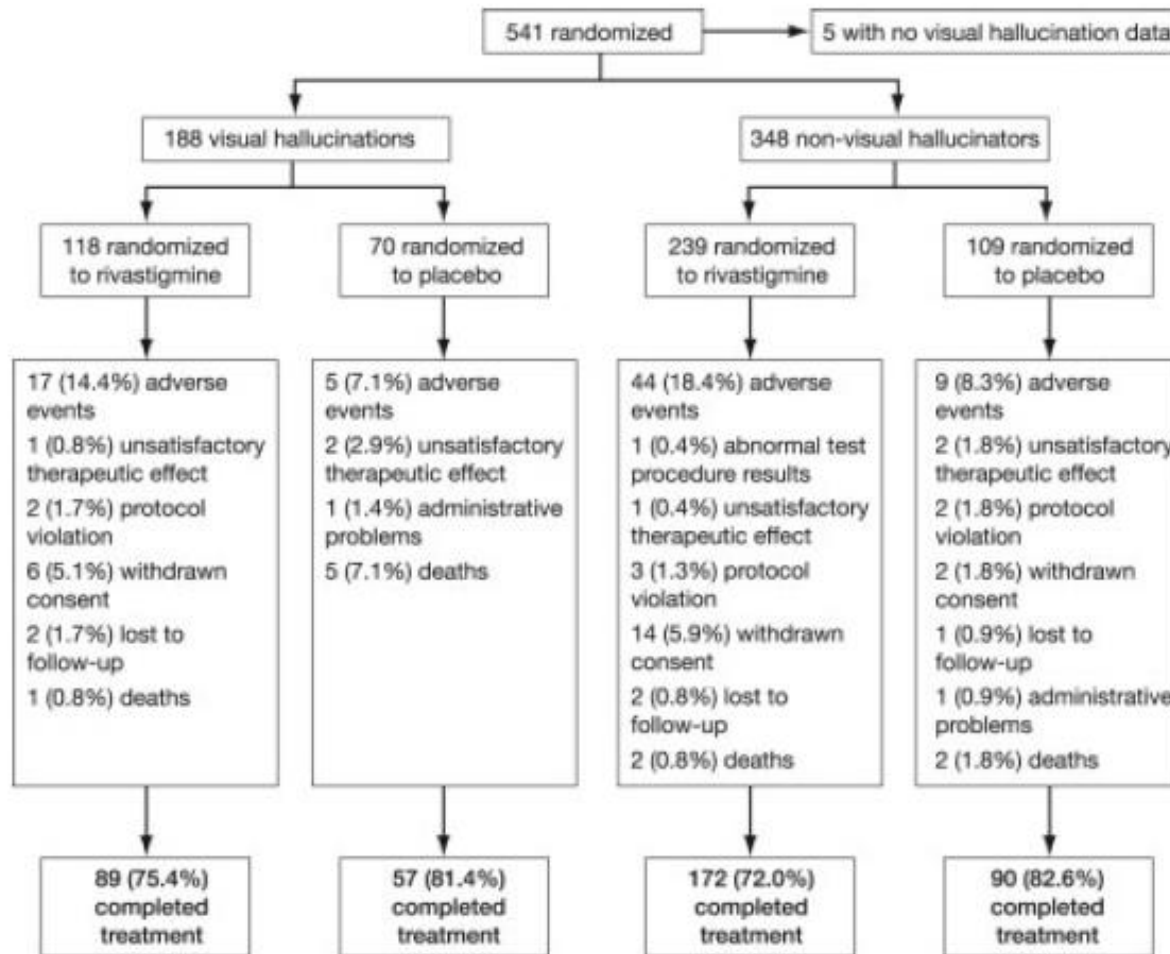 541 randomized
5 with no visual hallucination data
188 visual hallucinations
348 non-visual hallucinators
118 randomized
to rivastigmine
70 randomized
to placebo
239 randomized
to rivastigmine
109 randomized
to placebo
17 (14.4%) adverse
events
1 (0.8%) unsatisfactory
therapeutic effect
2 (1.7%) protocol
violation
6 (5.1%) withdrawn
consent
2 (1.7%) lost to
follow-up
1 (0.8%) deaths
5 (7.1%) adverse
events
2 (2.9%) unsatisfactory
therapeutic effect
1 (1.4%) administrative
problems
5 (7.1%) deaths
44 (18.4%) adverse
events
1 (0.4%) abnormal test
procedure results
1 (0.4%) unsatisfactory
therapeutic effect
3 (1.3%) protocol
violation
14 (5.9%) withdrawn
consent
2 (0.8%) lost to
follow-up
2 (0.8%) deaths
9 (8.3%) adverse
events
2 (1.8%) unsatisfactory
therapeutic effect
2 (1.8%) protocol
violation
2 (1.8%) withdrawn
consent
1 (0.9%) lost to
follow-up
1 (0.9%) administrative
problems
2 (1.8%) deaths
89 (75.4%)
completed
treatment
57 (81.4%)
completed
treatment
172 (72.0%)
completed
treatment
90 (82.6%)
completed
treatment